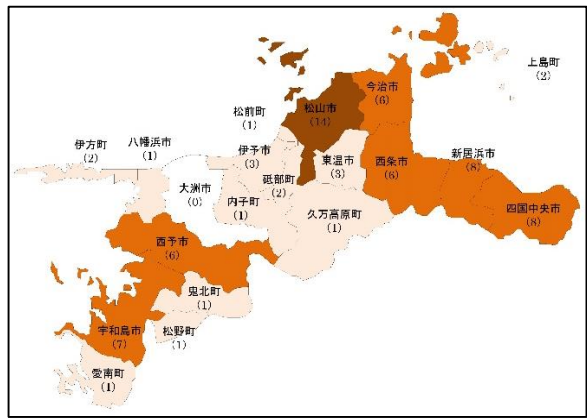 上島町
(2)
今治市
(6)
松山市
(14)
松前町
(1)
新居浜市
(8)
西条市
(6)
東温市
(3)
伊予市
(3)
八幡浜市
(1)
伊方町
(2)
砥部町
(2)
大洲市
(0)
内子町
(1)
四国中央市
(8)
久万高原町
(1)
西予市
(6)
鬼北町
(1)
宇和島市
(7)
松野町
(1)
愛南町
(1)